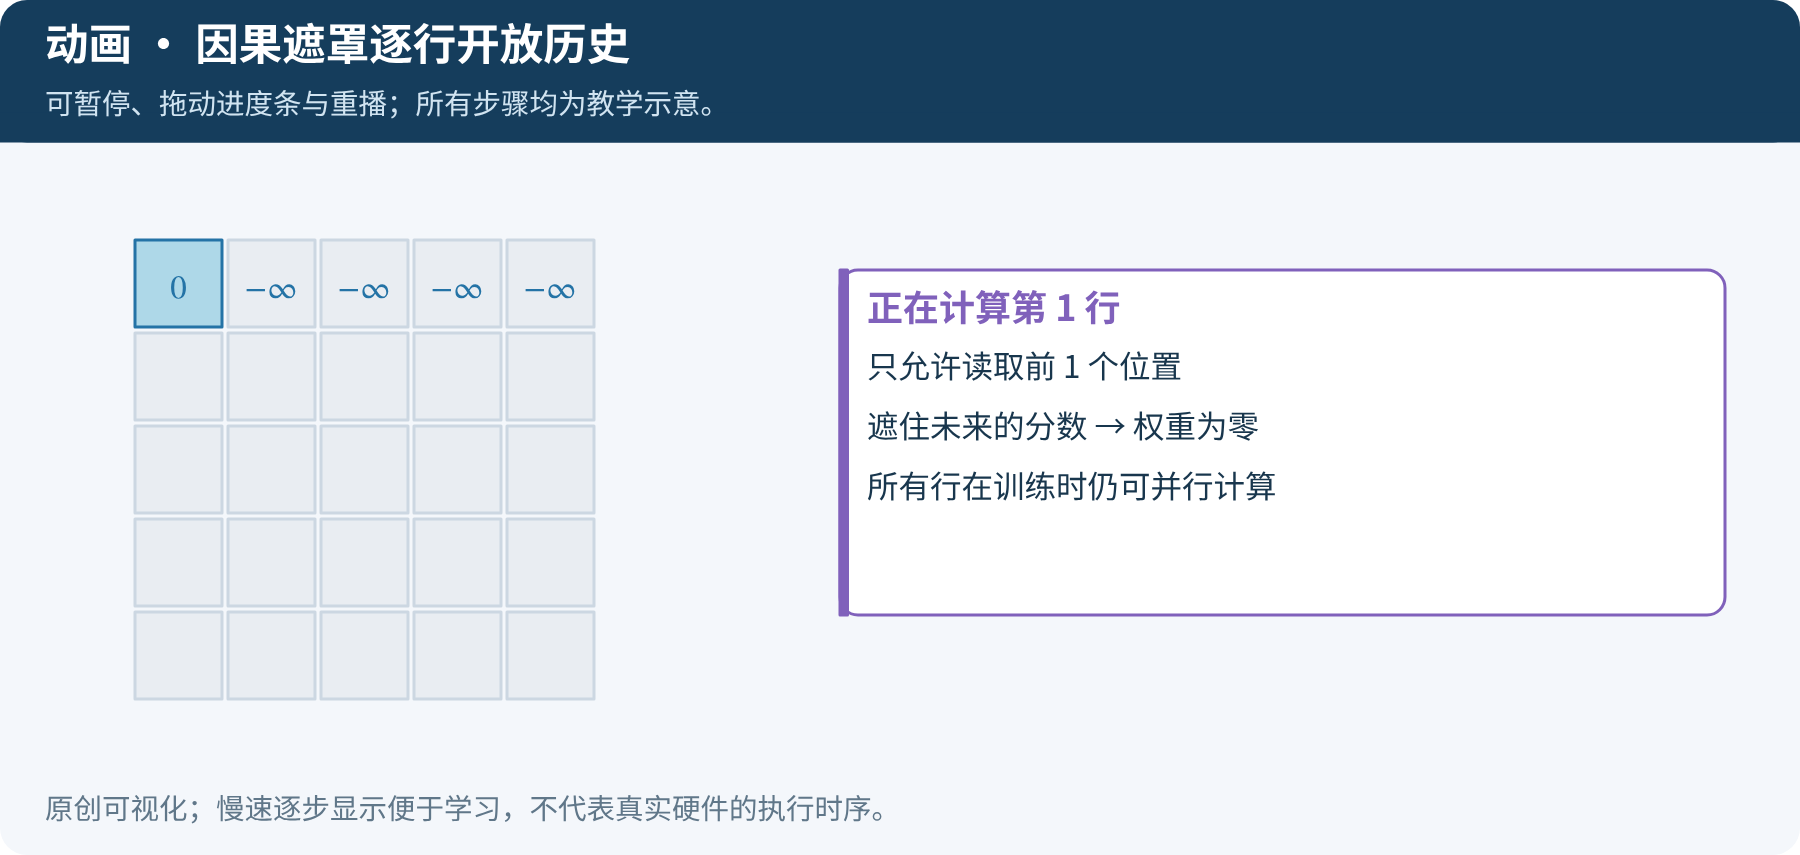 动画 · 因果遮罩逐行开放历史
可暂停、拖动进度条与重播；所有步骤均为教学示意。
0 −∞ −∞ −∞ −∞
正在计算第 1 行
只允许读取前 1 个位置
遮住未来的分数 → 权重为零
所有行在训练时仍可并行计算
原创可视化；慢速逐步显示便于学习，不代表真实硬件的执行时序。